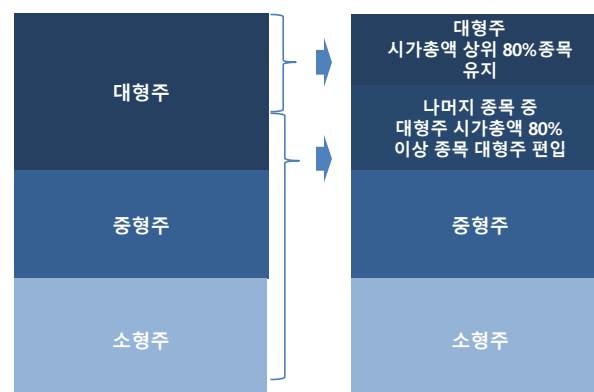 대형주
중형주
소형주
대형주
시가총액 상위 80%종목
유지
나머지 종목 중
대형주 시가총액 80%
이상 종목 대형주 편입
중형주
소형주